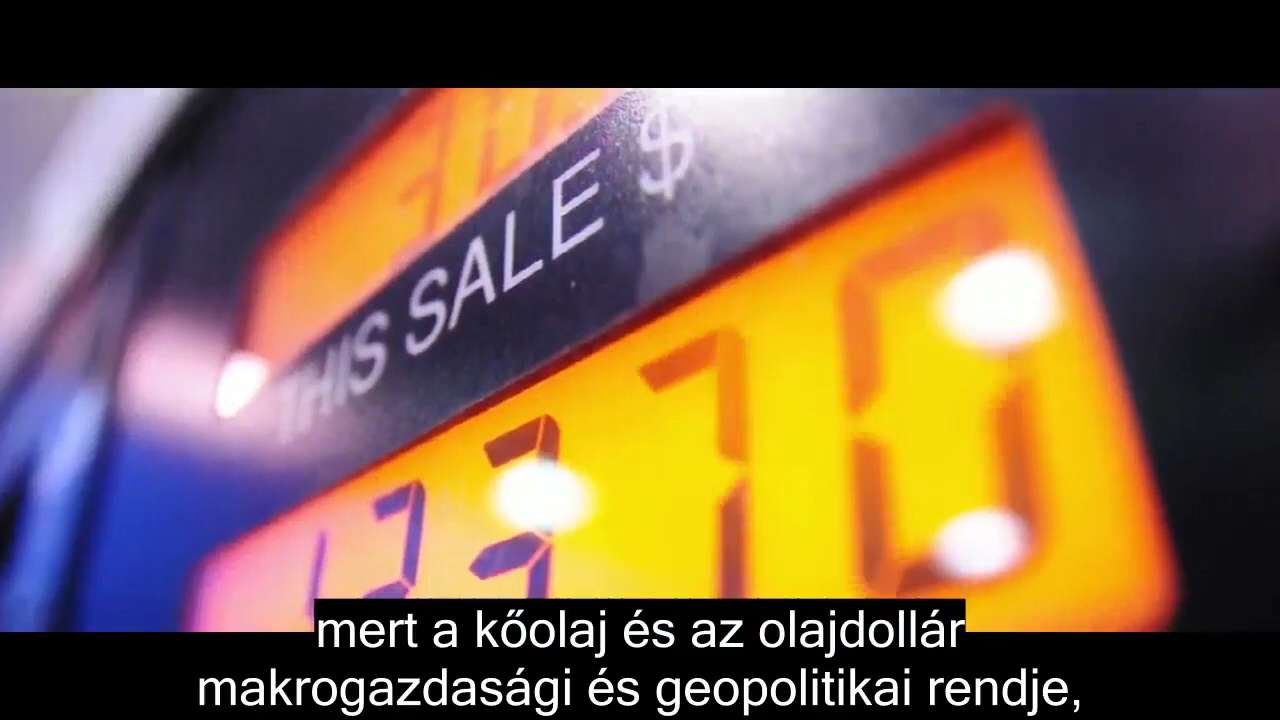 THIS SALE $
mert a kőolaj és az olajdollár
makrogazdasági és geopolitikai rendje,